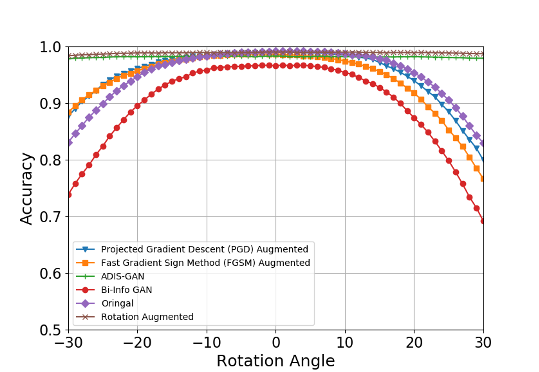 1.0
0.9
0.8
0.7
0.6
0.5
Accuracy
Projected Gradient Descent (PGD) Augmented
Fast Gradient Sign Method (FGSM) Augmented
ADIS-GAN
Bi-Info GAN
Oringal
Rotation Augmented
−30 −20 −10 0 10 20 30
Rotation Angle